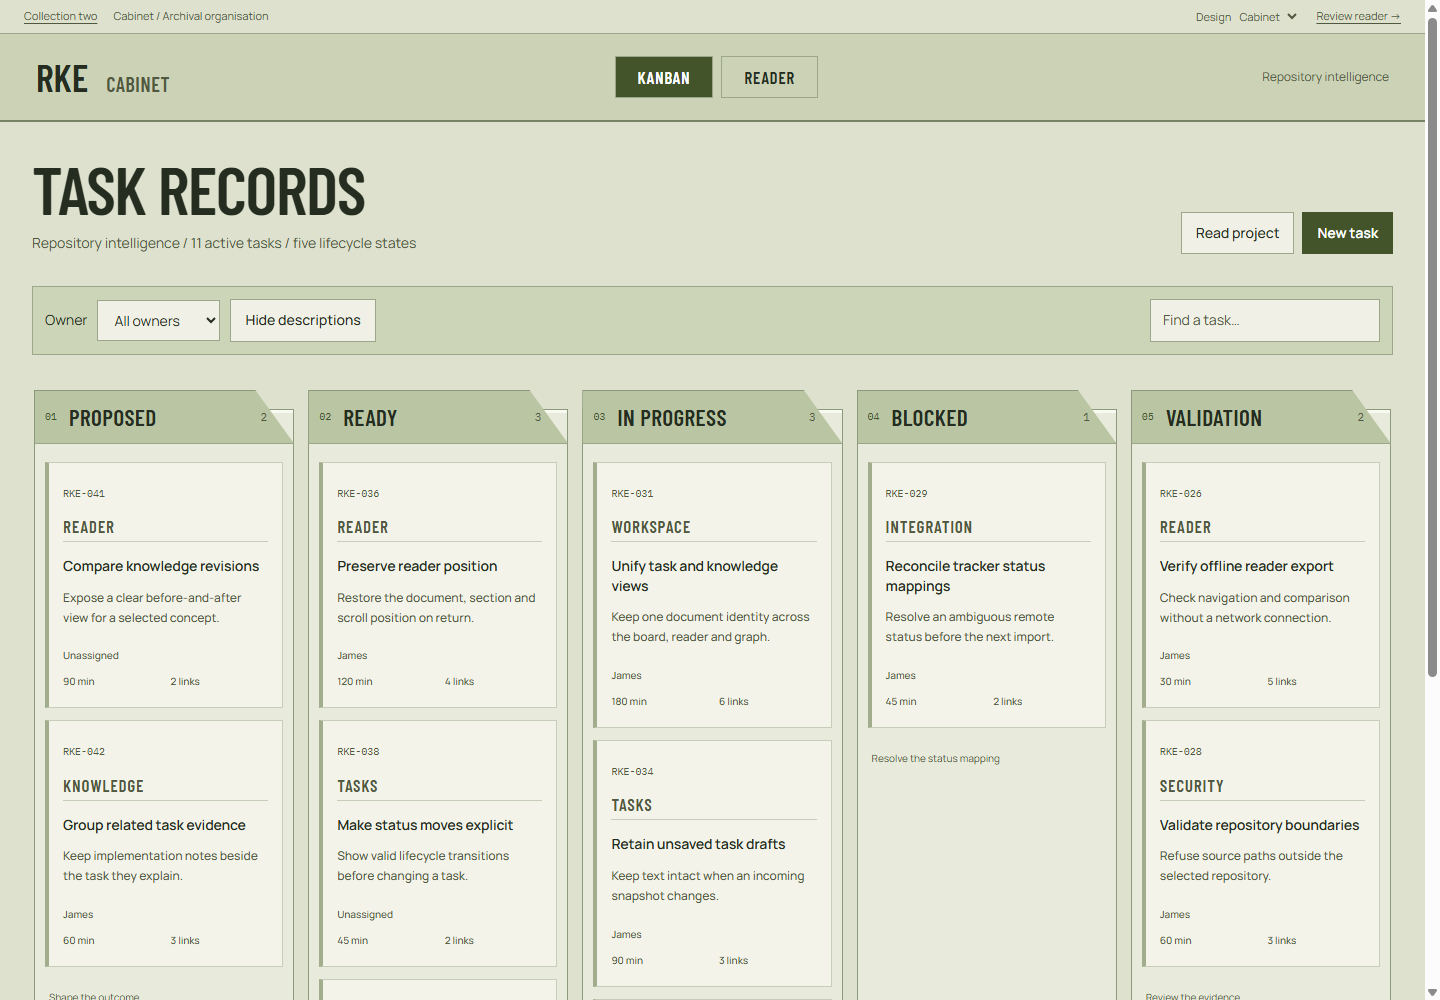 Collection two Cabinet / Archival organisation Design Cabinet Review reader →
RKE CABINET KANBAN READER Repository intelligence
TASK RECORDS
Repository intelligence / 11 active tasks / five lifecycle states
Read project New task
Owner All owners Hide descriptions Find a task...
01 PROPOSED 2
RKE-041
READER
Compare knowledge revisions
Expose a clear before-and-after
view for a selected concept.
Unassigned
90 min 2 links
RKE-042
KNOWLEDGE
Group related task evidence
Keep implementation notes beside
the task they explain.
James
60 min 3 links
Shape the outcome
02 READY 3
RKE-036
READER
Preserve reader position
Restore the document, section and
scroll position on return.
James
120 min 4 links
RKE-038
TASKS
Make status moves explicit
Show valid lifecycle transitions
before changing a task.
Unassigned
45 min 2 links
03 IN PROGRESS 3
RKE-031
WORKSPACE
Unify task and knowledge
views
Keep one document identity across
the board, reader and graph.
James
180 min 6 links
RKE-034
TASKS
Retain unsaved task drafts
Keep text intact when an incoming
snapshot changes.
James
90 min 3 links
04 BLOCKED 1
RKE-029
INTEGRATION
Reconcile tracker status
mappings
Resolve an ambiguous remote
status before the next import.
James
45 min 2 links
Resolve the status mapping
05 VALIDATION 2
RKE-026
READER
Verify offline reader export
Check navigation and comparison
without a network connection.
James
30 min 5 links
RKE-028
SECURITY
Validate repository boundaries
Refuse source paths outside the
selected repository.
James
60 min 3 links
Review the evidence